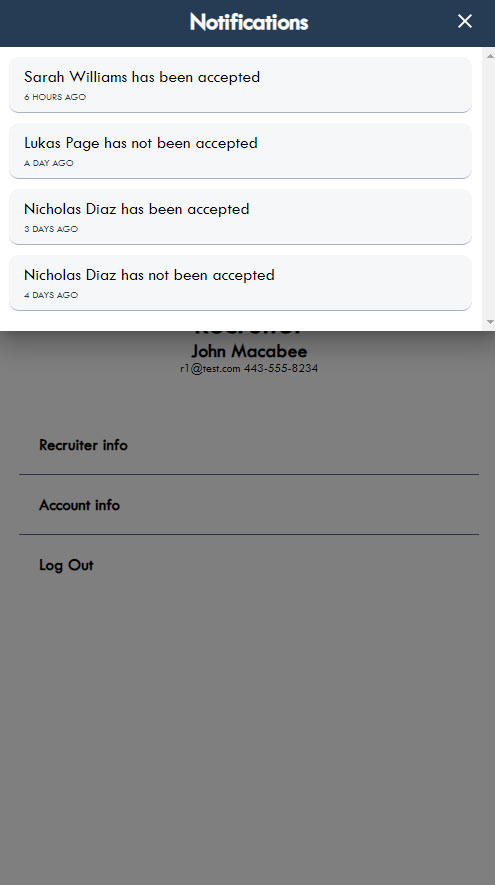 Notifications
Sarah Williams has been accepted
6 HOURS AGO
Lukas Page has not been accepted
A DAY AGO
Nicholas Diaz has been accepted
3 DAYS AGO
Nicholas Diaz has not been accepted
4 DAYS AGO
John Macabee
r1@test.com 443-555-8234
Recruiter info
Account info
Log Out